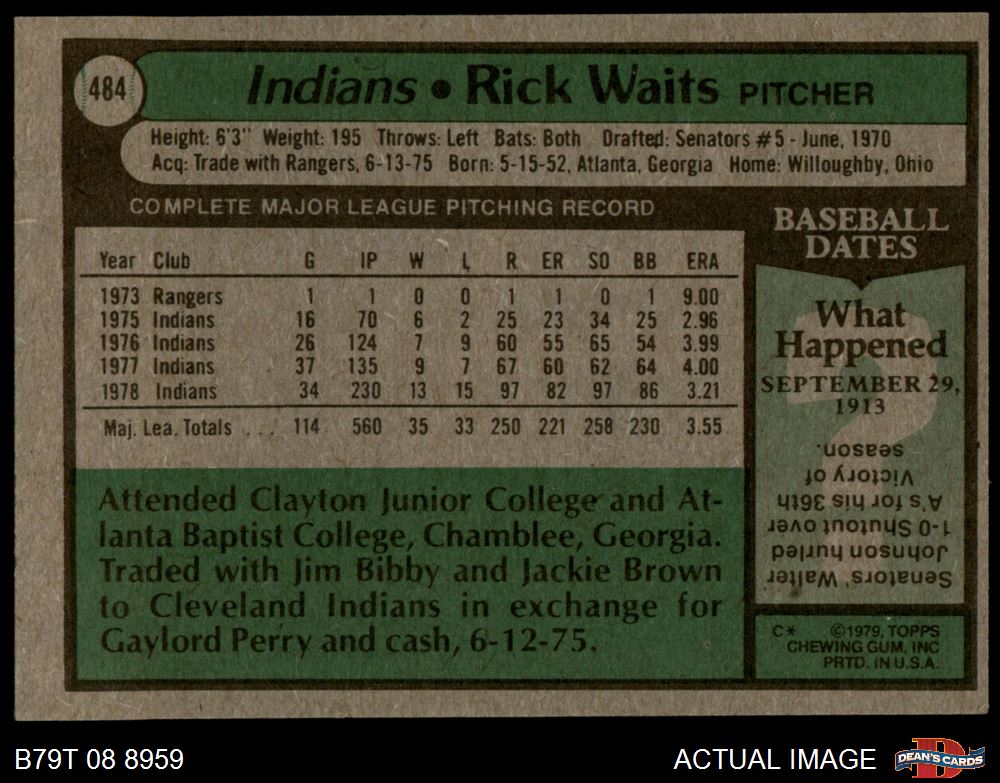 484
Indians • Rick Waits PITCHER
Height: 6'3" Weight: 195 Throws: Left Bats: Both Drafted: Senators #5 - June, 1970
Acq: Trade with Rangers, 6-13-75 Born: 5-15-52, Atlanta, Georgia Home: Willoughby, Ohio
COMPLETE MAJOR LEAGUE PITCHING RECORD
Year Club G IP W L R ER SO BB ERA
1973 Rangers 1 1 0 0 1 1 0 1 9.00
1975 Indians 16 70 6 2 25 23 34 25 2.96
1976 Indians 26 124 7 9 60 55 65 54 3.99
1977 Indians 37 135 9 7 67 60 62 64 4.00
1978 Indians 34 230 13 15 97 82 97 86 3.21
Maj. Lea. Totals ... 114 560 35 33 250 221 258 230 3.55
Attended Clayton Junior College and At-
lanta Baptist College, Chamblee, Georgia.
Traded with Jim Bibby and Jackie Brown
to Cleveland Indians in exchange for
Gaylord Perry and cash, 6-12-75.
BASEBALL
DATES
What
Happened
SEPTEMBER 29,
1913
Senators' Walter
Johnson hurled
1-0 Shutout over
A's for his 36th
Victory of
season.
C* ©1979, TOPPS
CHEWING GUM, INC
PRTD. IN U.S.A.
B79T 08 8959
ACTUAL IMAGE
DEAN'S CARDS